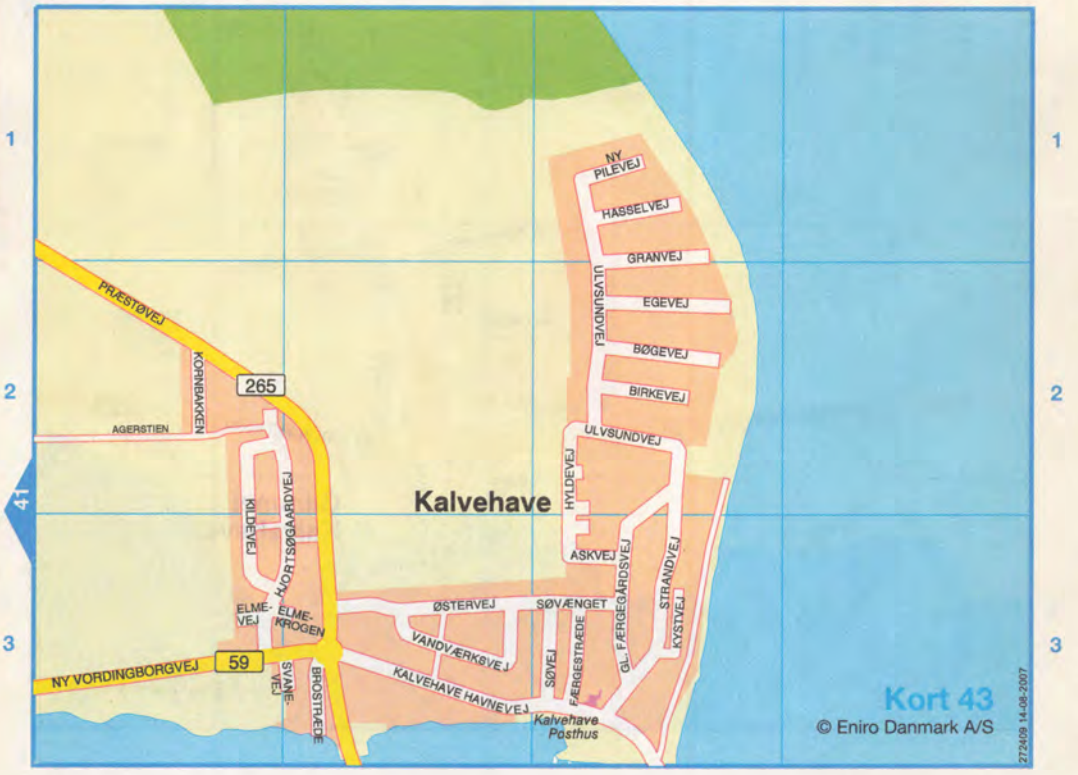 1
1
NY
PILEVEJ
HASSELVEJ
GRANVEJ
ULVSUNDVEJ
EGEVEJ
BØGEVEJ
BIRKEVEJ
PRÆSTØVEJ
KORNBAKKEN
265
2
2
AGERSTIEN
ULVSUNDVEJ
HYLDEVEJ
41
Kalvehave
KILDEVEJ
HJORTSØGAARDVEJ
ASKVEJ
GL. FÆRGEGÅRDSVEJ
STRANDVEJ
KYSTVEJ
ELME-
VEJ
ELME-
KROGEN
ØSTERVEJ
SØVÆNGET
VANDVÆRKSVEJ
SØVEJ
FÆRGESTRÆDE
3
3
NY VORDINGBORGVEJ
59
SVANE-
VEJ
BROSTRÆDE
KALVEHAVE HAVNEVEJ
Kalvehave
Posthus
Kort 43
© Eniro Danmark A/S
272409 14-08-2007